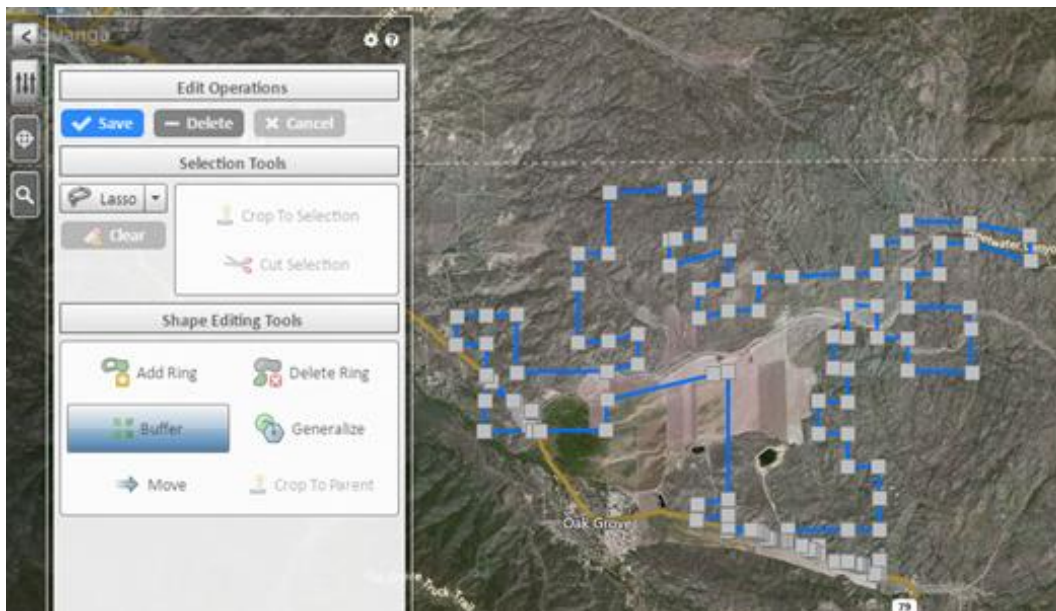 Edit Operations
Save
Delete
Cancel
Selection Tools
Lasso
Clear
Crop To Selection
Cut Selection
Shape Editing Tools
Add Ring
Delete Ring
Buffer
Generalize
Move
Crop To Parent
Oak Grove
79